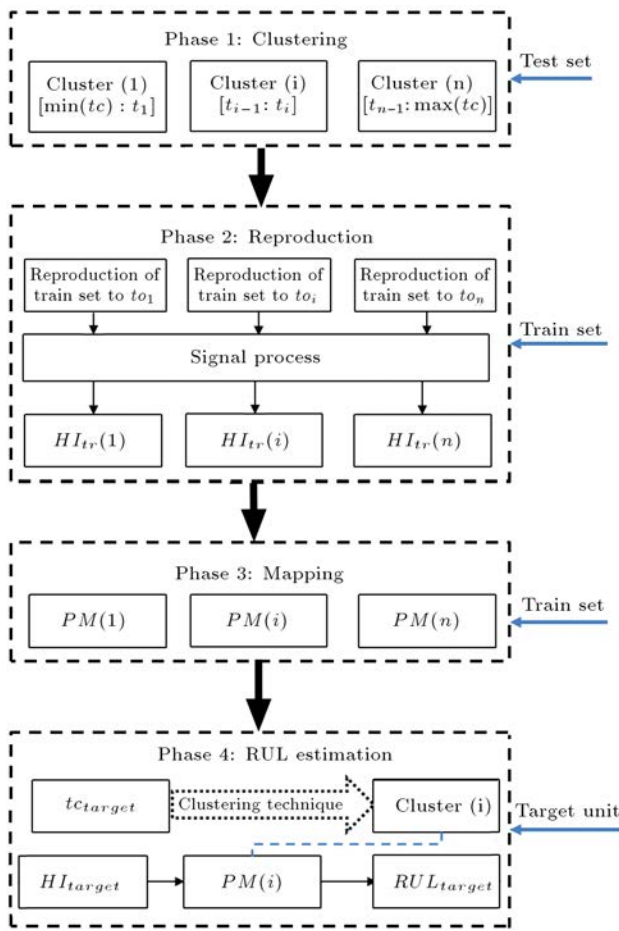 Phase 1: Clustering
Cluster (1)
[min(tc) : t₁]
Cluster (i)
[tᵢ₋₁: tᵢ]
Cluster (n)
[tₙ₋₁: max(tc)]
Test set
Phase 2: Reproduction
Reproduction of
train set to to₁
Reproduction of
train set to toᵢ
Reproduction of
train set to toₙ
Signal process
Train set
HIₜᵣ(1)
HIₜᵣ(i)
HIₜᵣ(n)
Phase 3: Mapping
PM(1)
PM(i)
PM(n)
Train set
Phase 4: RUL estimation
tc_target
Clustering technique
Cluster (i)
Target unit
HI_target
PM(i)
RUL_target